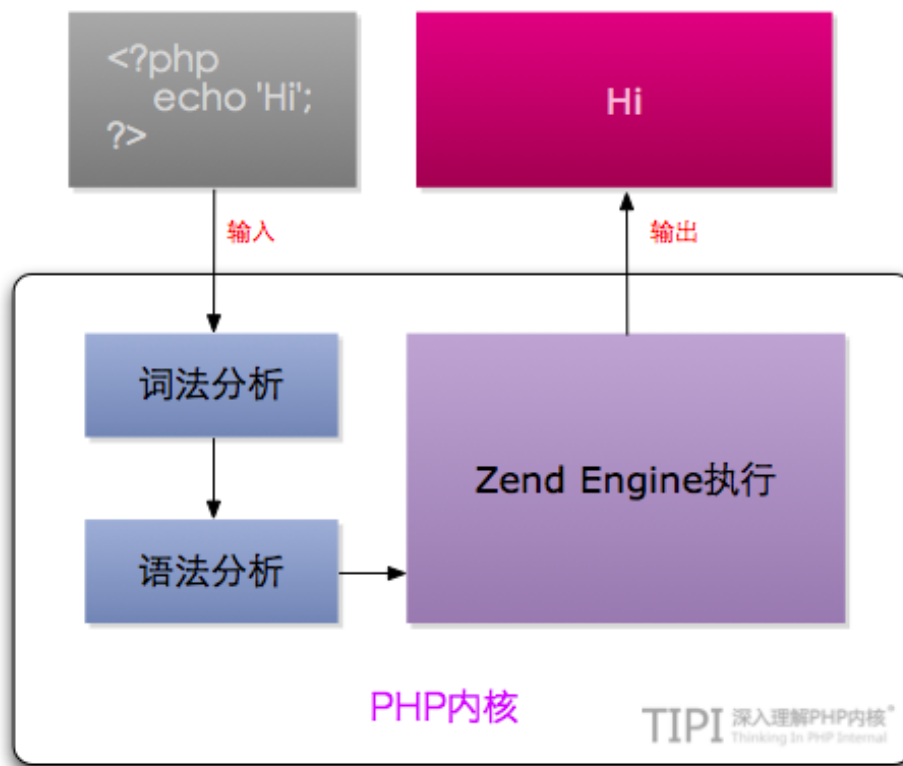 <?php
echo 'Hi';
?>
Hi
输入
输出
词法分析
Zend Engine执行
语法分析
PHP内核
TIPI 深入理解PHP内核®
Thinking In PHP Internal